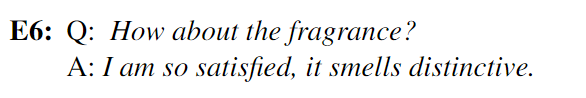 E6: Q: How about the fragrance?
A: I am so satisfied, it smells distinctive.